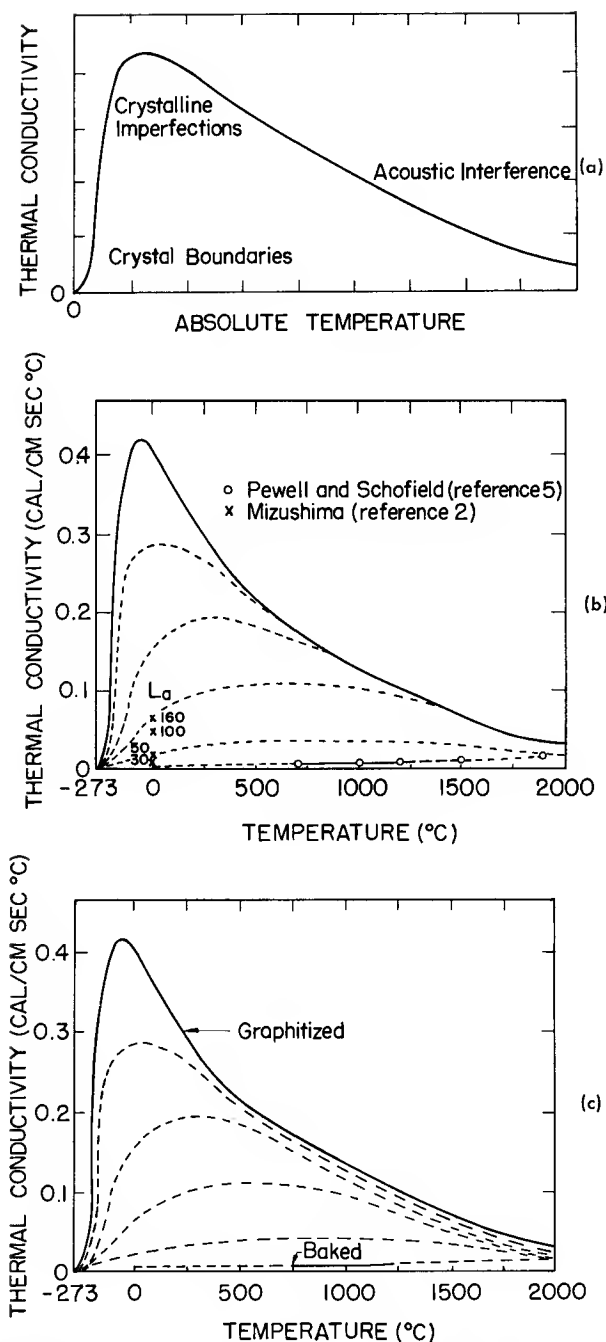 THERMAL CONDUCTIVITY
Crystalline
Imperfections
Acoustic Interference
(a)
Crystal Boundaries
0
0
ABSOLUTE TEMPERATURE
THERMAL CONDUCTIVITY (CAL/CM SEC °C)
0.4
0.3
0.2
0.1
0
o Pewell and Schofield (reference 5)
x Mizushima (reference 2)
(b)
La
160
100
50
30
-273
0
500
1000
1500
2000
TEMPERATURE (°C)
THERMAL CONDUCTIVITY (CAL/CM SEC °C)
0.4
0.3
0.2
0.1
0
Graphitized
(c)
Baked
-273
0
500
1000
1500
2000
TEMPERATURE (°C)